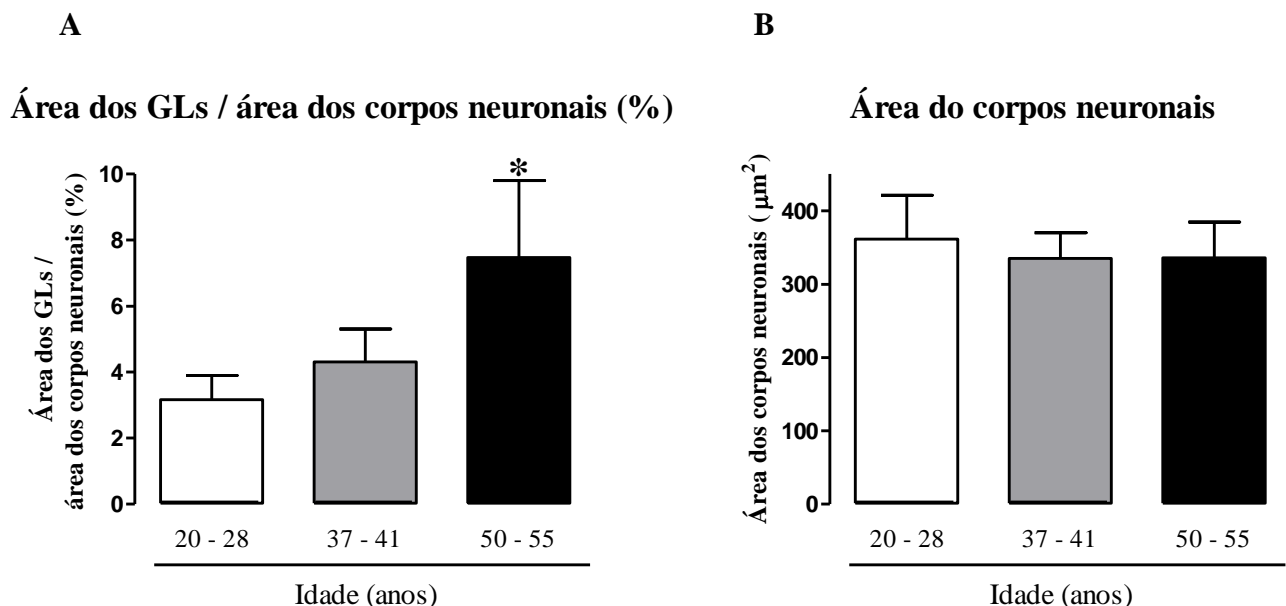 A
Área dos GLs / área dos corpos neuronais (%)
Área dos GLs /
área dos corpos neuronais (%)
10
8
6
4
2
0
*
20 - 28
37 - 41
50 - 55
Idade (anos)
B
Área do corpos neuronais
Área dos corpos neuronais ( μm²)
400
300
200
100
0
20 - 28
37 - 41
50 - 55
Idade (anos)